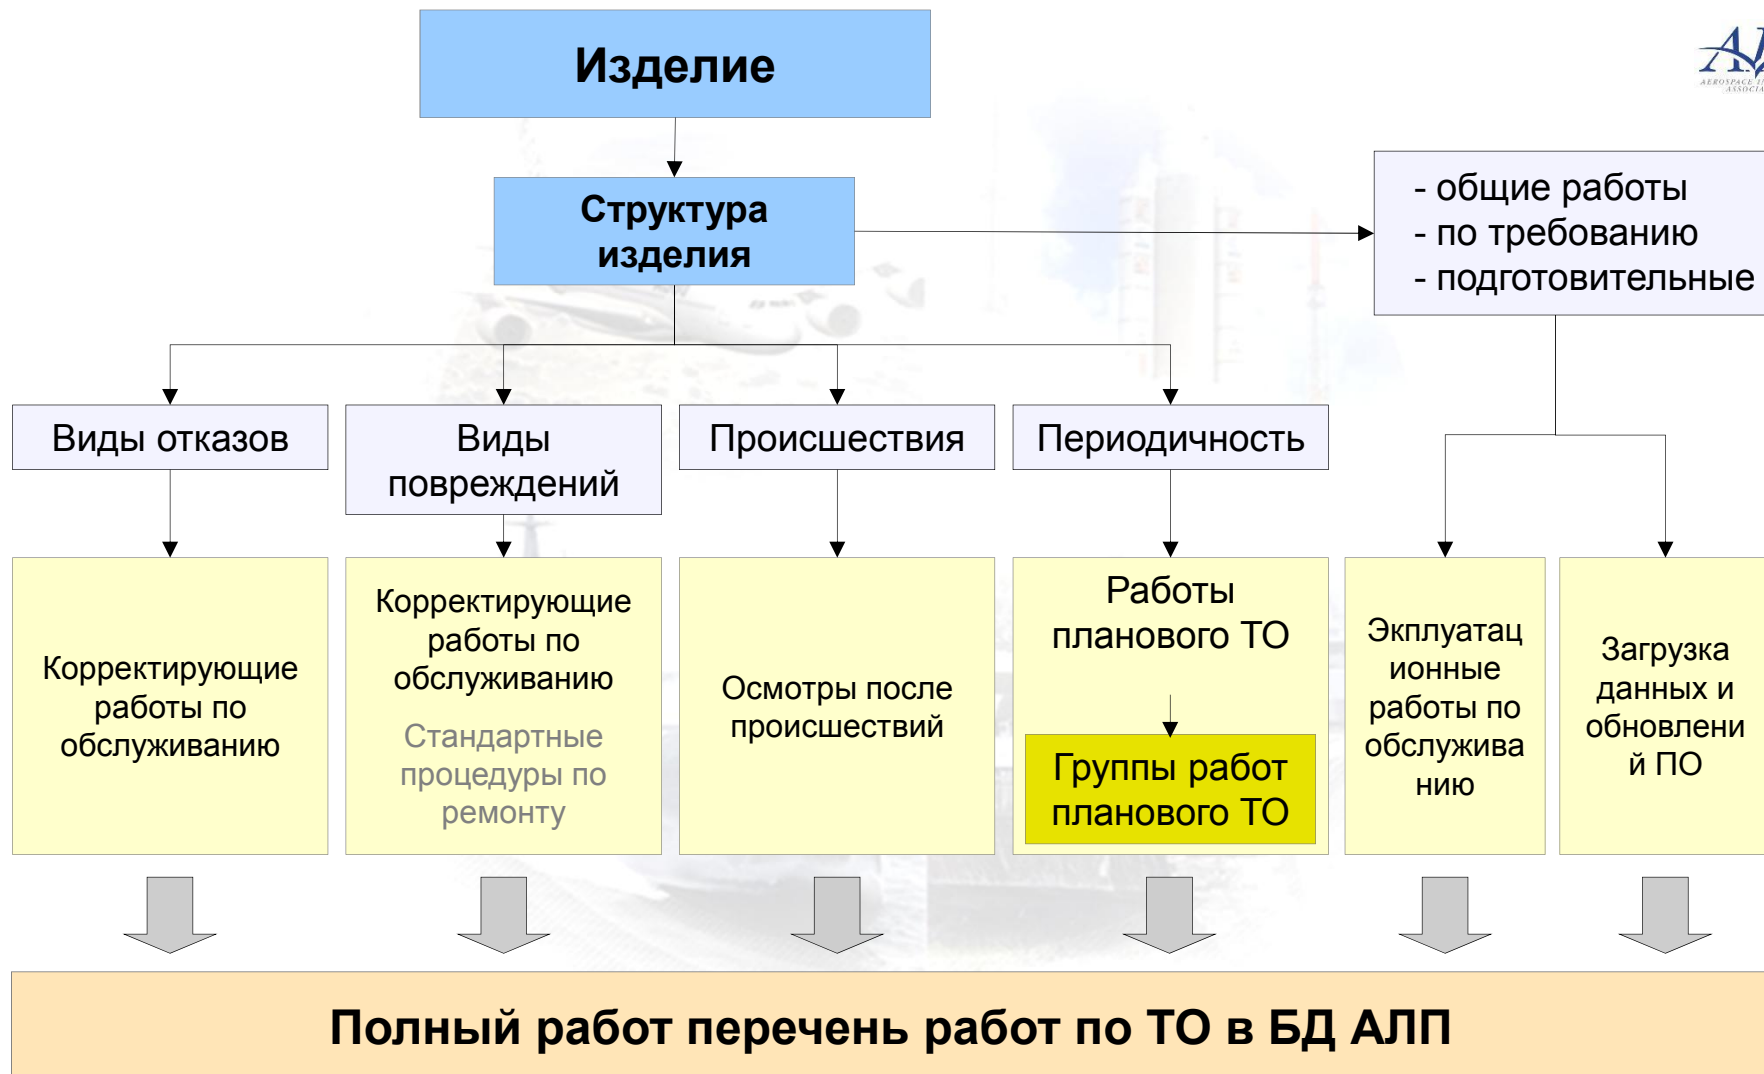 Изделие
Структура
изделия
- общие работы
- по требованию
- подготовительные
Виды отказов
Виды
повреждений
Происшествия
Периодичность
Корректирующие
работы по
обслуживанию
Корректирующие
работы по
обслуживанию
Стандартные
процедуры по
ремонту
Осмотры после
происшествий
Работы
планового ТО
Группы работ
планового ТО
Экплуатац
ионные
работы по
обслужива
нию
Загрузка
данных и
обновлени
й ПО
Полный работ перечень работ по ТО в БД АЛП